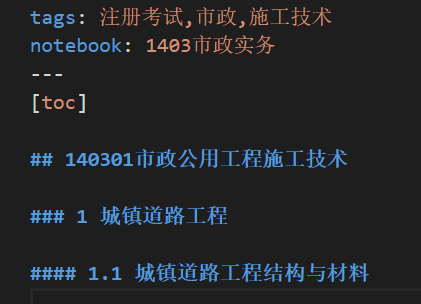 tags: 注册考试,市政,施工技术
notebook: 1403市政实务
---
[toc]
## 140301市政公用工程施工技术
### 1 城镇道路工程
#### 1.1 城镇道路工程结构与材料